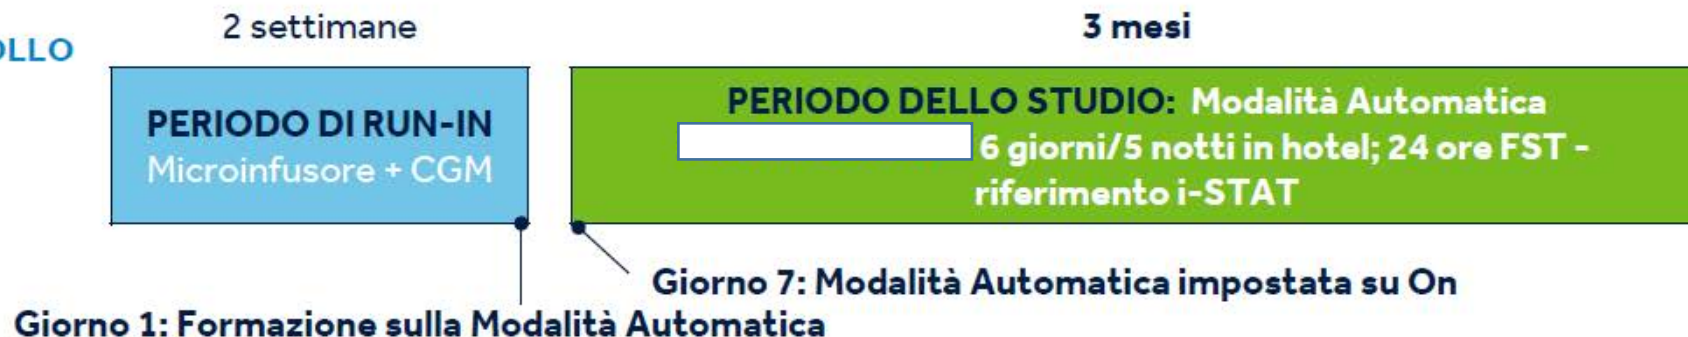 2 settimane
3 mesi
OLLO
PERIODO DI RUN-IN
Microinfusore + CGM
PERIODO DELLO STUDIO: Modalità Automatica
6 giorni/5 notti in hotel; 24 ore FST -
riferimento i-STAT
Giorno 7: Modalità Automatica impostata su On
Giorno 1: Formazione sulla Modalità Automatica